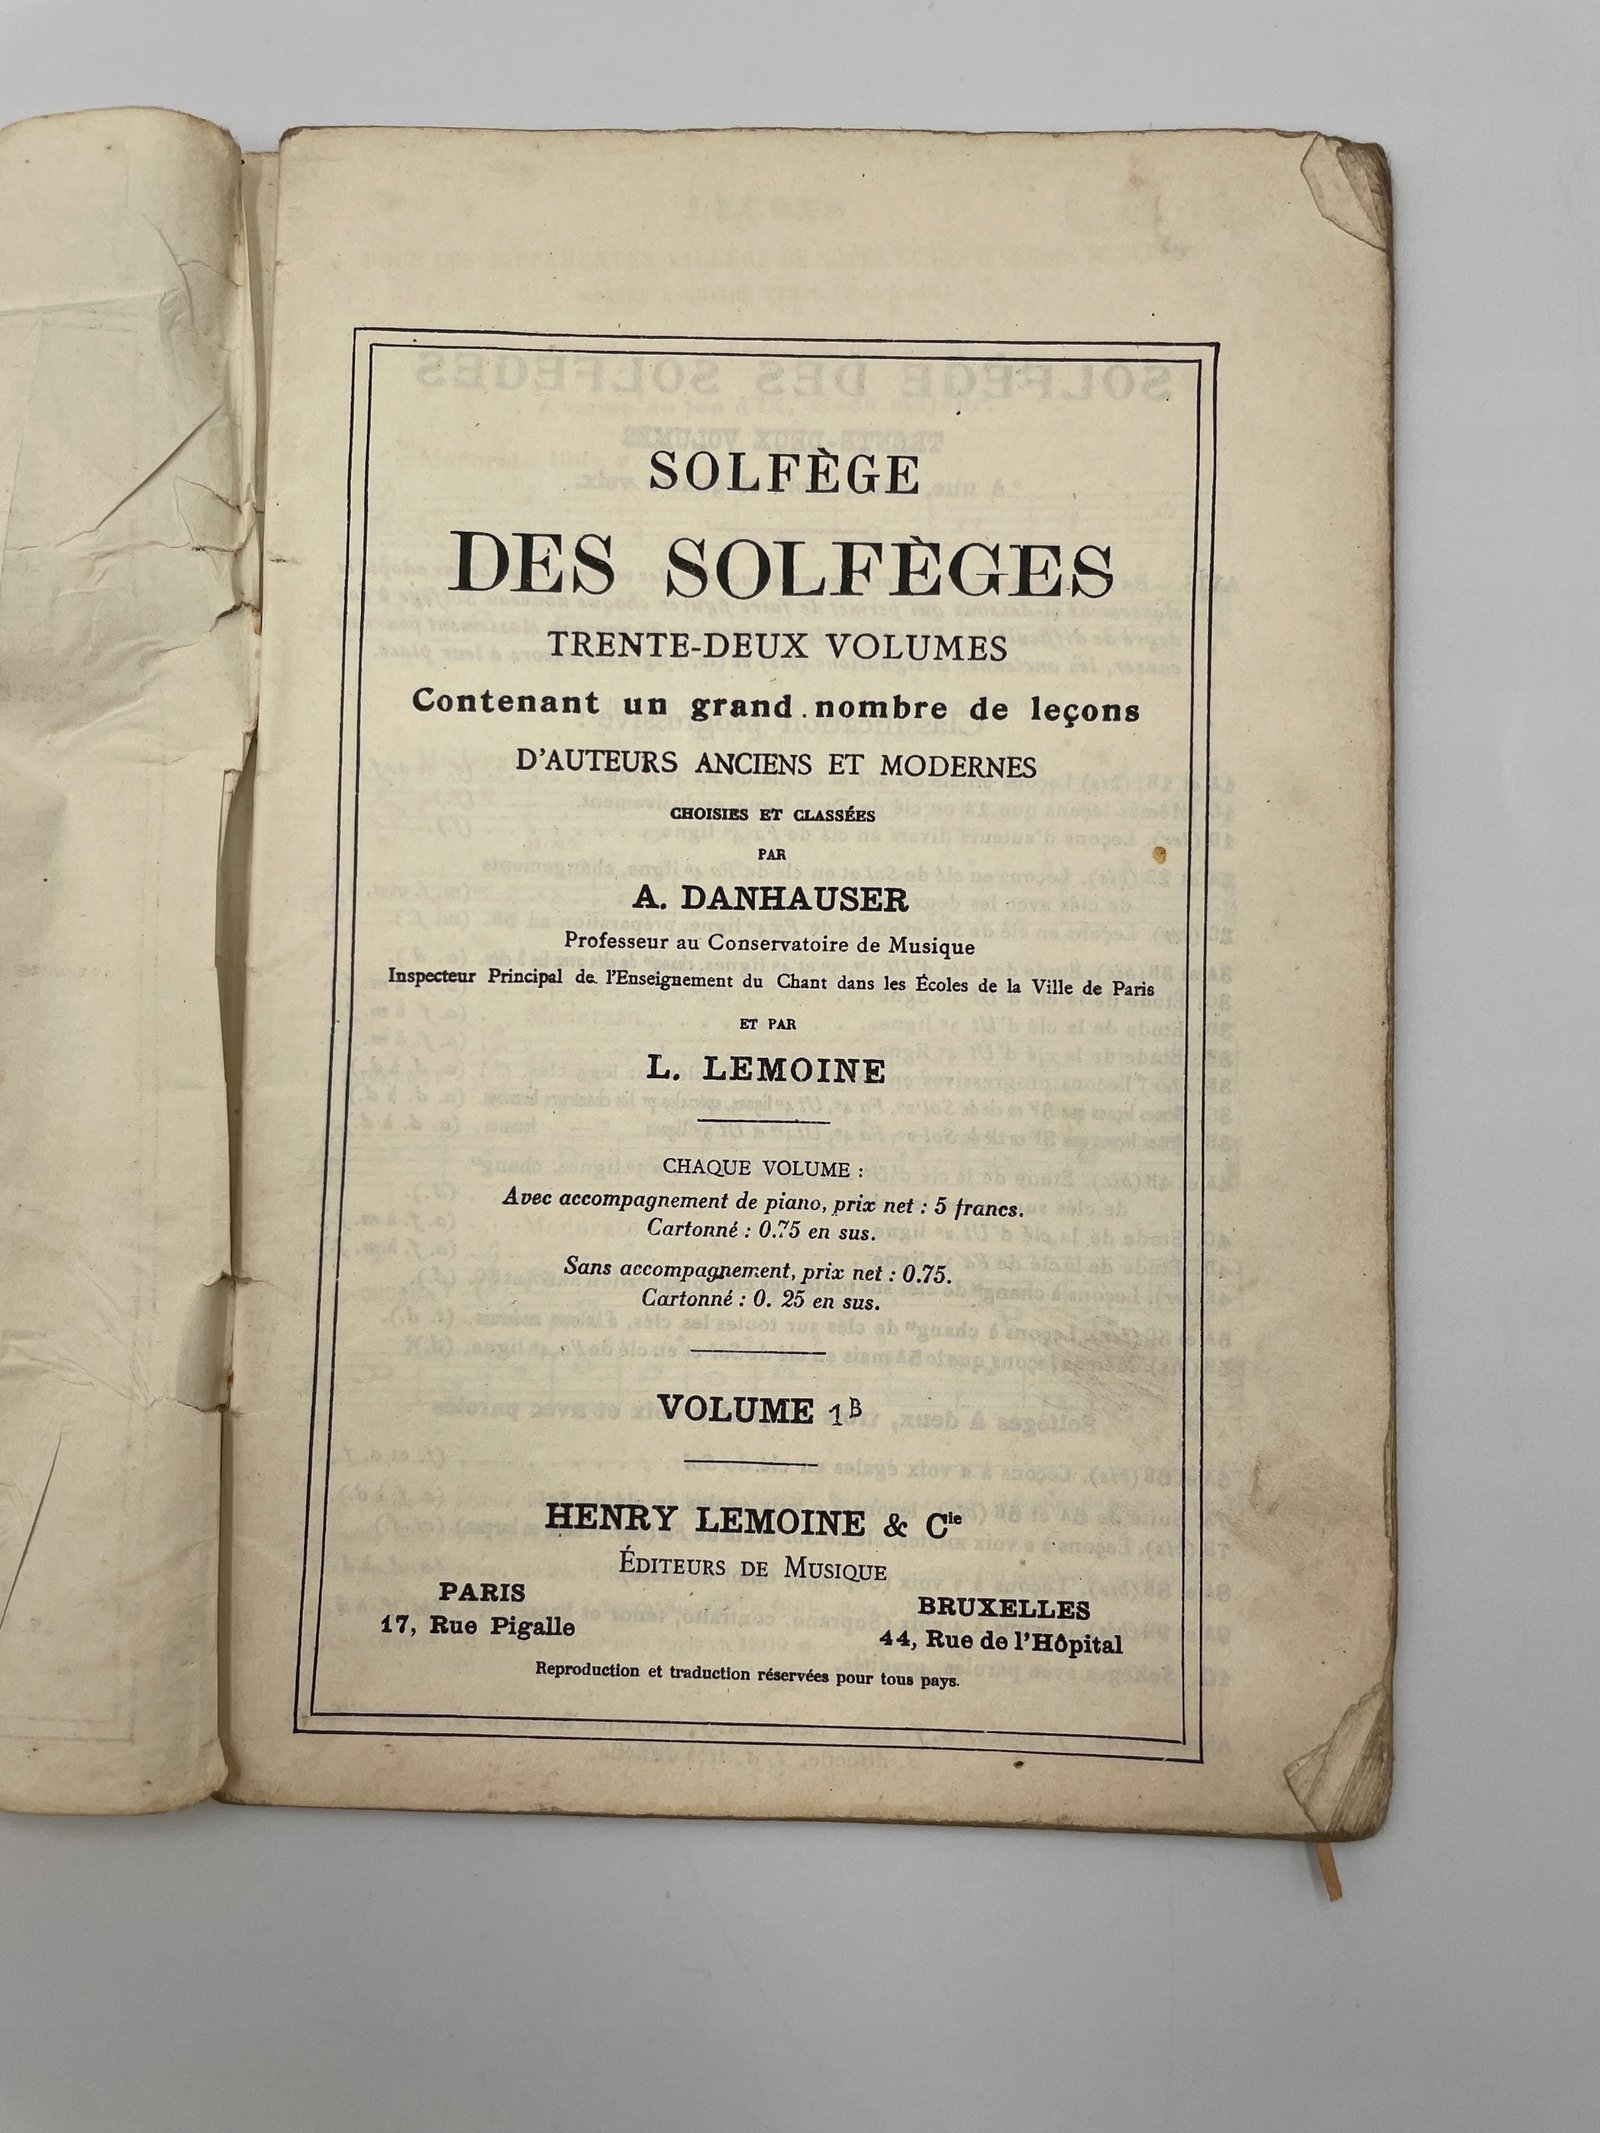 SOLFÈGE
DES SOLFÈGES
TRENTE-DEUX VOLUMES
Contenant un grand nombre de leçons
D'AUTEURS ANCIENS ET MODERNES
CHOISIES ET CLASSÉES
PAR
A. DANHAUSER
Professeur au Conservatoire de Musique
Inspecteur Principal de l'Enseignement du Chant dans les Écoles de la Ville de Paris
ET PAR
L. LEMOINE
CHAQUE VOLUME :
Avec accompagnement de piano, prix net : 5 francs.
Cartonné : 0.75 en sus.
Sans accompagnement, prix net : 0.75.
Cartonné : 0. 25 en sus.
VOLUME 1B
HENRY LEMOINE & Cie
ÉDITEURS DE MUSIQUE
PARIS
17, Rue Pigalle
BRUXELLES
44, Rue de l'Hôpital
Reproduction et traduction réservées pour tous pays.